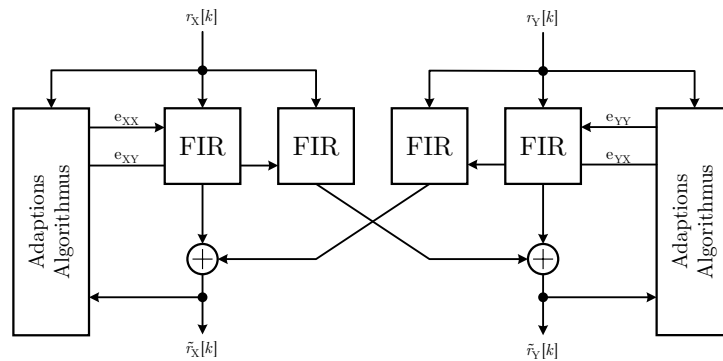 r_X[k]
r_Y[k]
e_XX
e_XY
FIR
FIR
FIR
FIR
e_YY
e_YX
Adaptions
Algorithmus
Adaptions
Algorithmus
+
+
r̃_X[k]
r̃_Y[k]